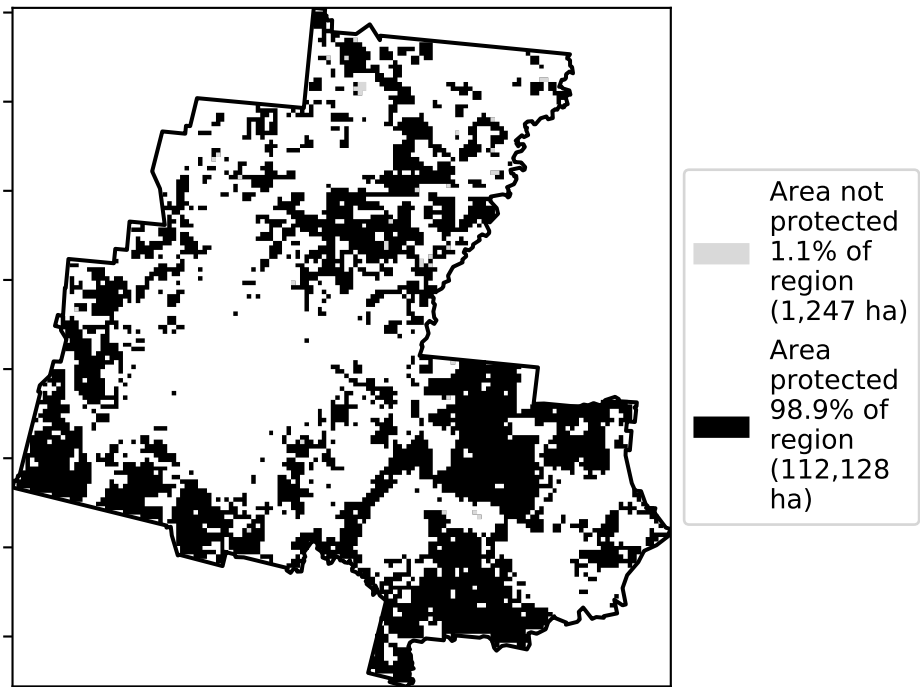 Area not
protected
1.1% of
region
(1,247 ha)
Area
protected
98.9% of
region
(112,128
ha)